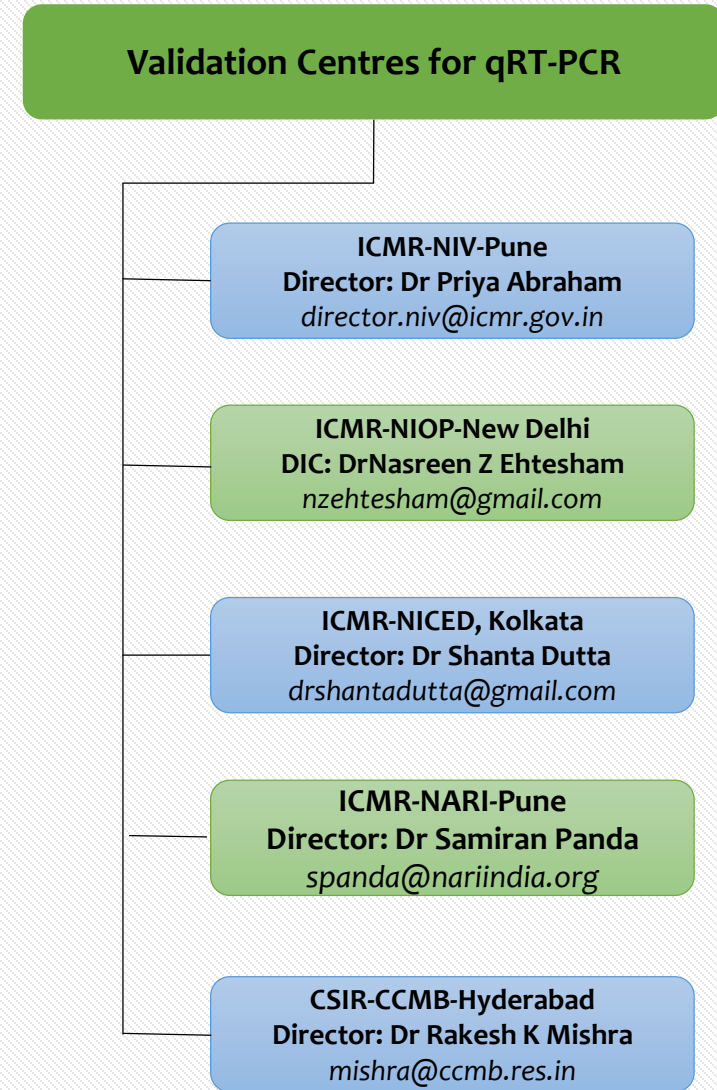 Validation Centres for qRT-PCR
ICMR-NIV-Pune
Director: Dr Priya Abraham
director.niv@icmr.gov.in
ICMR-NIOP-New Delhi
DIC: DrNasreen Z Ehtesham
nzehtesham@gmail.com
ICMR-NICED, Kolkata
Director: Dr Shanta Dutta
drshantadutta@gmail.com
ICMR-NARI-Pune
Director: Dr Samiran Panda
spanda@nariindia.org
CSIR-CCMB-Hyderabad
Director: Dr Rakesh K Mishra
mishra@ccmb.res.in